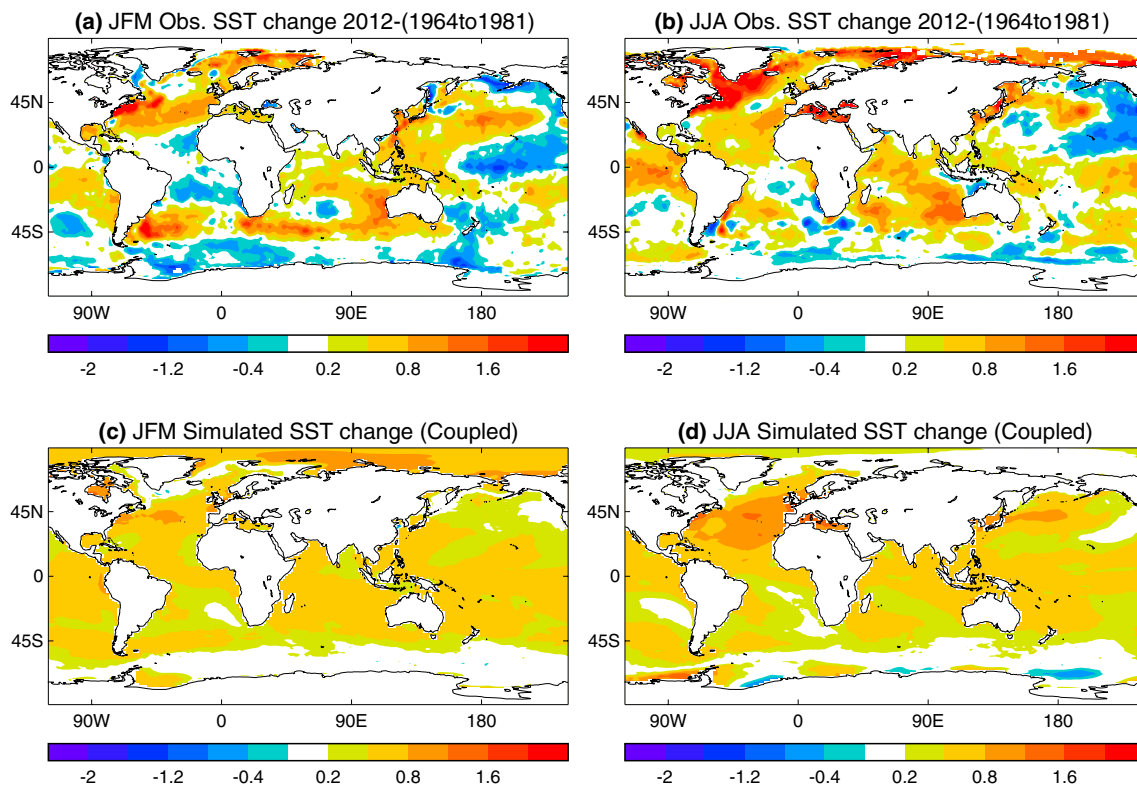 (a) JFM Obs. SST change 2012-(1964to1981)
(b) JJA Obs. SST change 2012-(1964to1981)
45N
0
45S
90W 0 90E 180
-2 -1.2 -0.4 0.2 0.8 1.6
45N
0
45S
90W 0 90E 180
-2 -1.2 -0.4 0.2 0.8 1.6
(c) JFM Simulated SST change (Coupled)
(d) JJA Simulated SST change (Coupled)
45N
0
45S
90W 0 90E 180
-2 -1.2 -0.4 0.2 0.8 1.6
45N
0
45S
90W 0 90E 180
-2 -1.2 -0.4 0.2 0.8 1.6